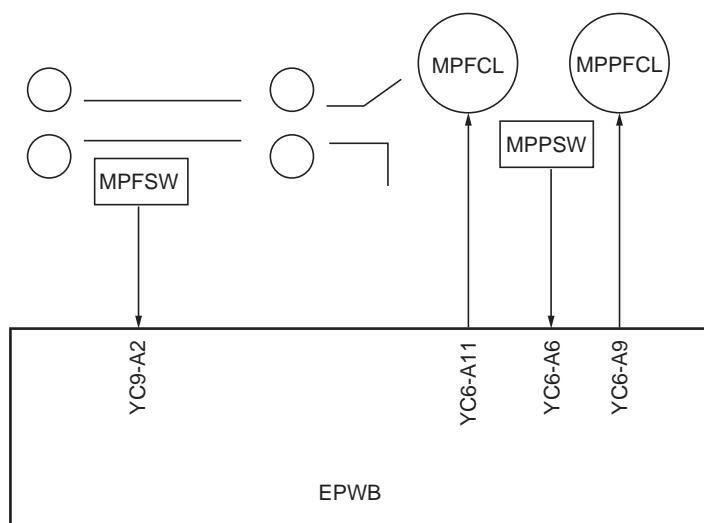 MPFCL
MPPFCL
MPPSW
MPFSW
YC9-A2
YC6-A11
YC6-A6
YC6-A9
EPWB